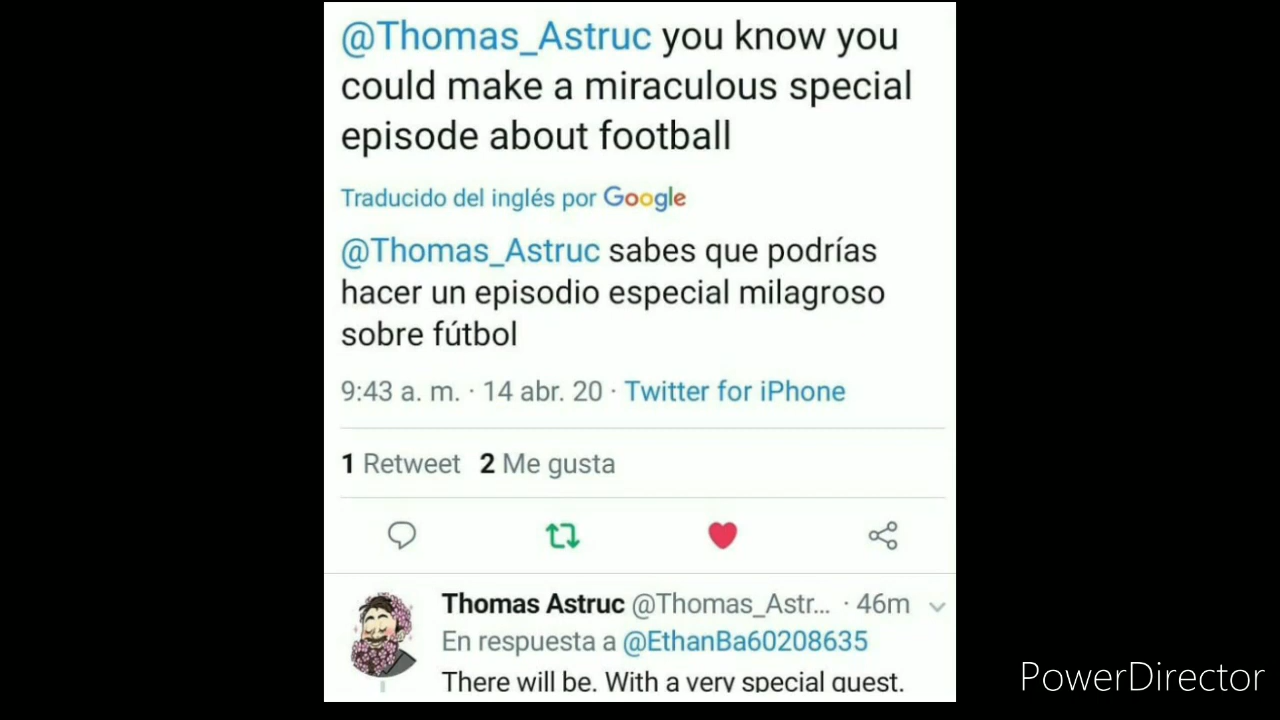 @Thomas_Astruc you know you
could make a miraculous special
episode about football
Traducido del inglés por Google
@Thomas_Astruc sabes que podrías
hacer un episodio especial milagroso
sobre fútbol
9:43 a. m. · 14 abr. 20 · Twitter for iPhone
1 Retweet 2 Me gusta
Thomas Astruc @Thomas_Astr... · 46m
En respuesta a @EthanBa60208635
There will be. With a very special guest.
PowerDirector